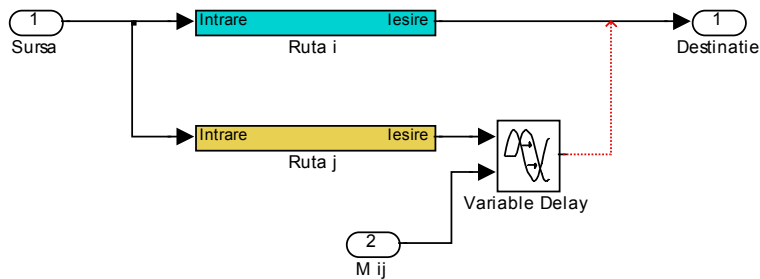 1
Sursa
Intrare
Iesire
Ruta i
1
Destinatie
Intrare
Iesire
Ruta j
Variable Delay
2
M ij